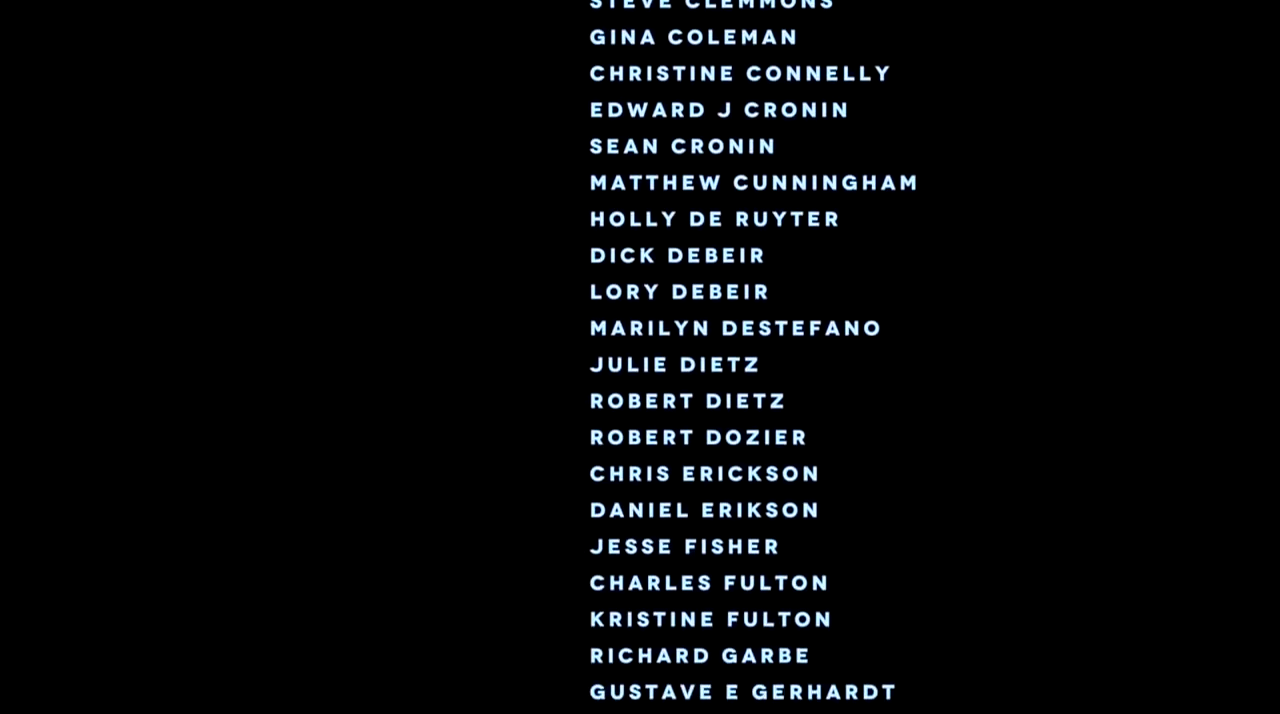 STEVE CLEMMONS
GINA COLEMAN
CHRISTINE CONNELLY
EDWARD J CRONIN
SEAN CRONIN
MATTHEW CUNNINGHAM
HOLLY DE RUYTER
DICK DEBEIR
LORY DEBEIR
MARILYN DESTEFANO
JULIE DIETZ
ROBERT DIETZ
ROBERT DOZIER
CHRIS ERICKSON
DANIEL ERIKSON
JESSE FISHER
CHARLES FULTON
KRISTINE FULTON
RICHARD GARBE
GUSTAVE E GERHARDT